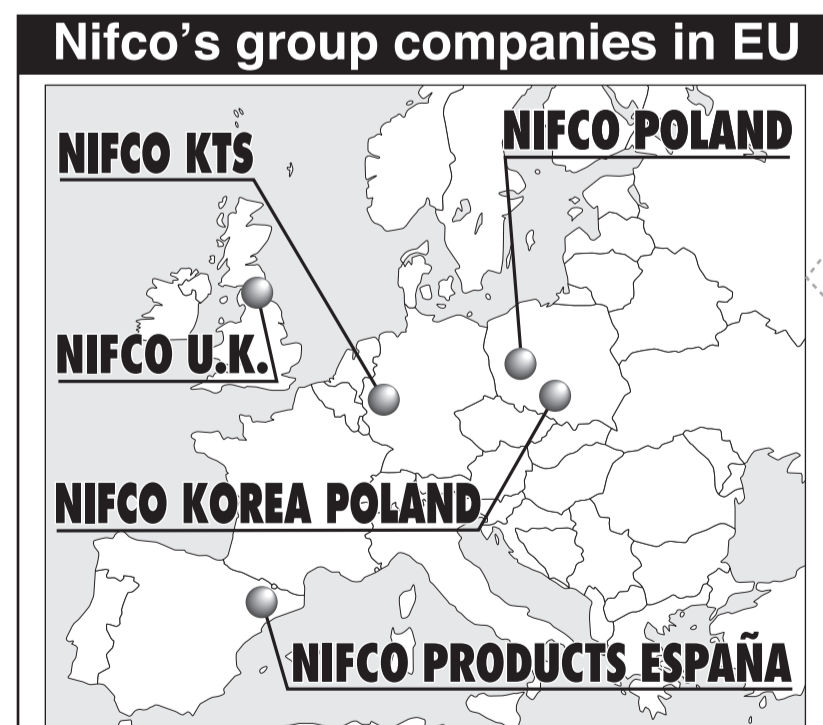 Nifco's group companies in EU
NIFCO KTS
NIFCO POLAND
NIFCO U.K.
NIFCO KOREA POLAND
NIFCO PRODUCTS ESPAÑA